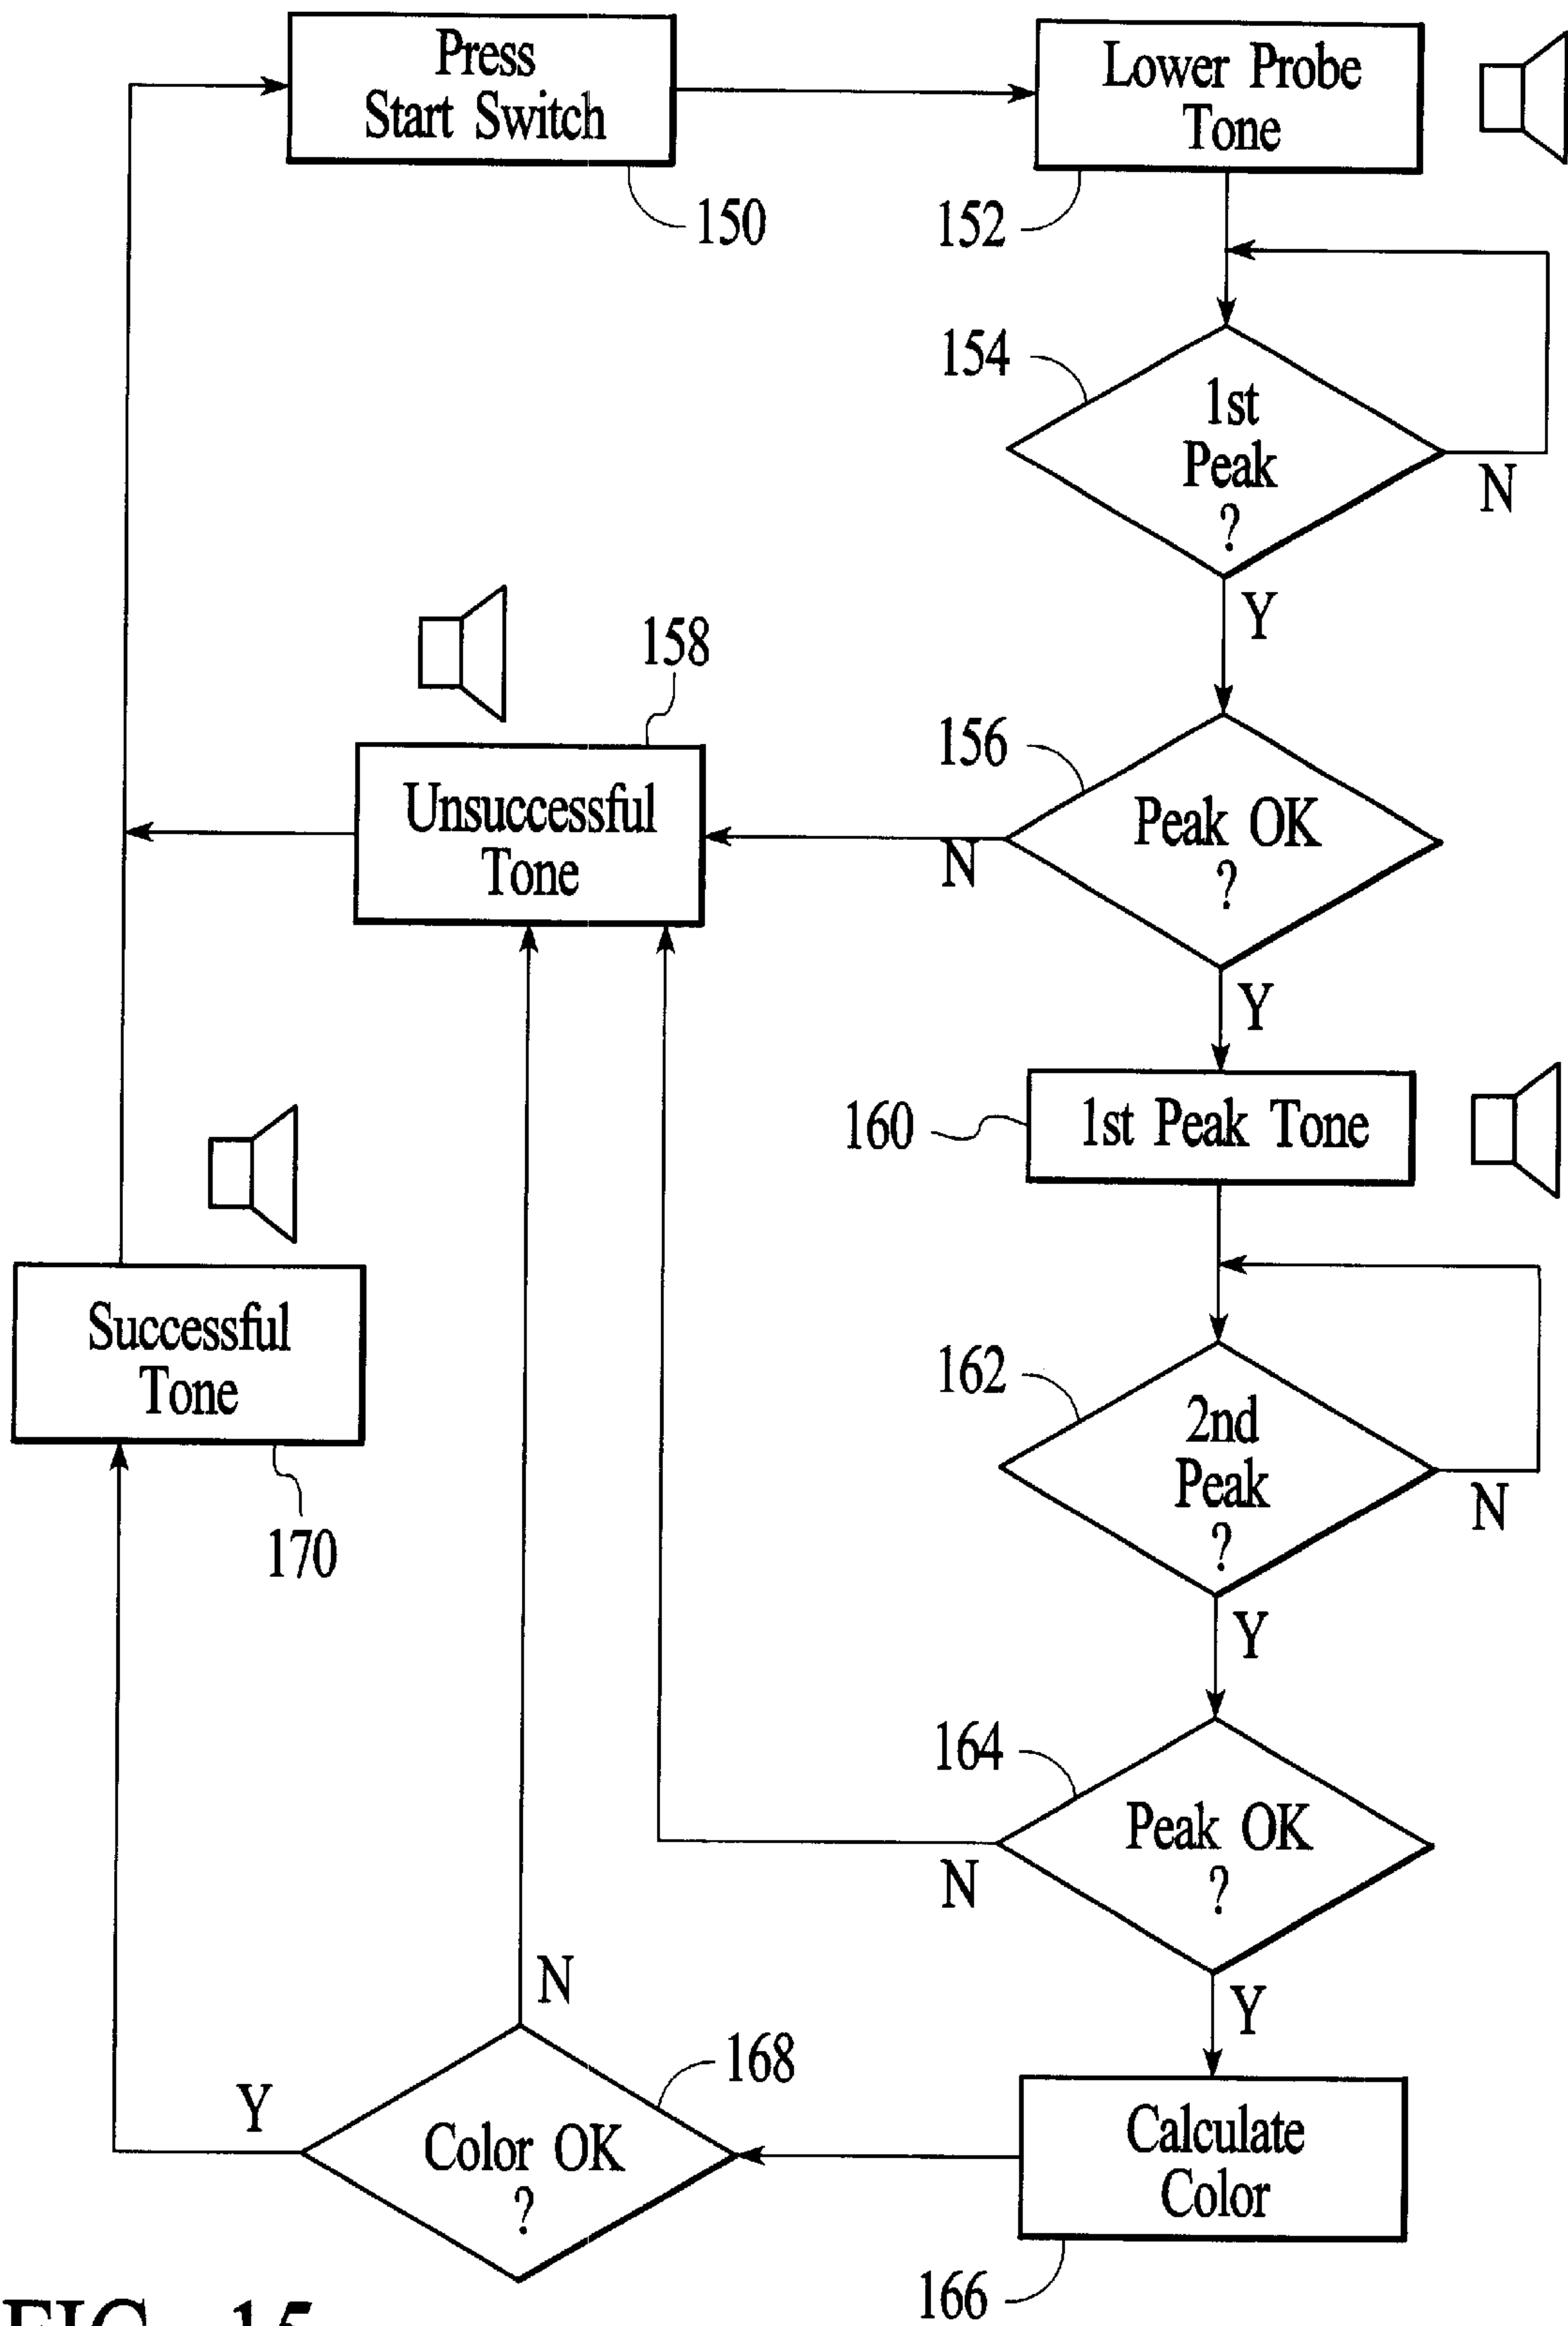 Press
Start Switch
150
Lower Probe
Tone
152
154
1st
Peak
?
N
Y
156
Peak OK
?
N
Y
158
Unsuccessful
Tone
160
1st Peak Tone
162
2nd
Peak
?
N
Y
Successful
Tone
170
164
Peak OK
?
N
Y
N
168
Y
Color OK
?
Calculate
Color
166
FIG. 15